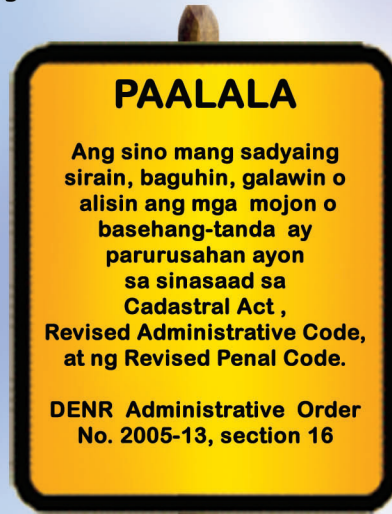 PAALALA
Ang sino mang sadyaing
sirain, baguhin, galawin o
alisin ang mga mojon o
basehang-tanda ay
parurusahan ayon
sa sinasaad sa
Cadastral Act ,
Revised Administrative Code,
at ng Revised Penal Code.
DENR Administrative Order
No. 2005-13, section 16